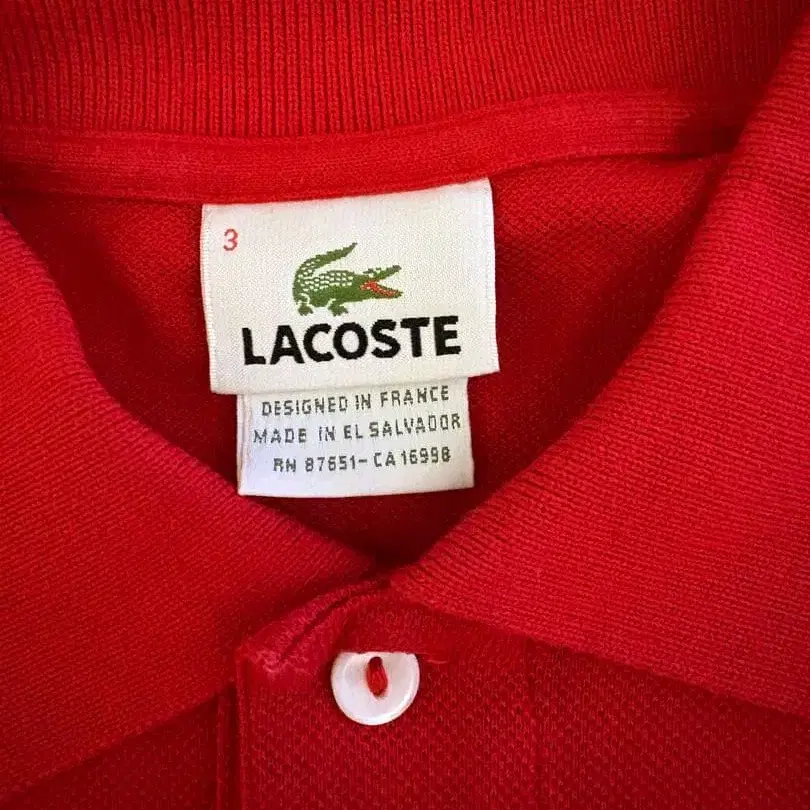 3
LACOSTE
DESIGNED IN FRANCE
MADE IN EL SALVADOR
RN 87651-CA 16998